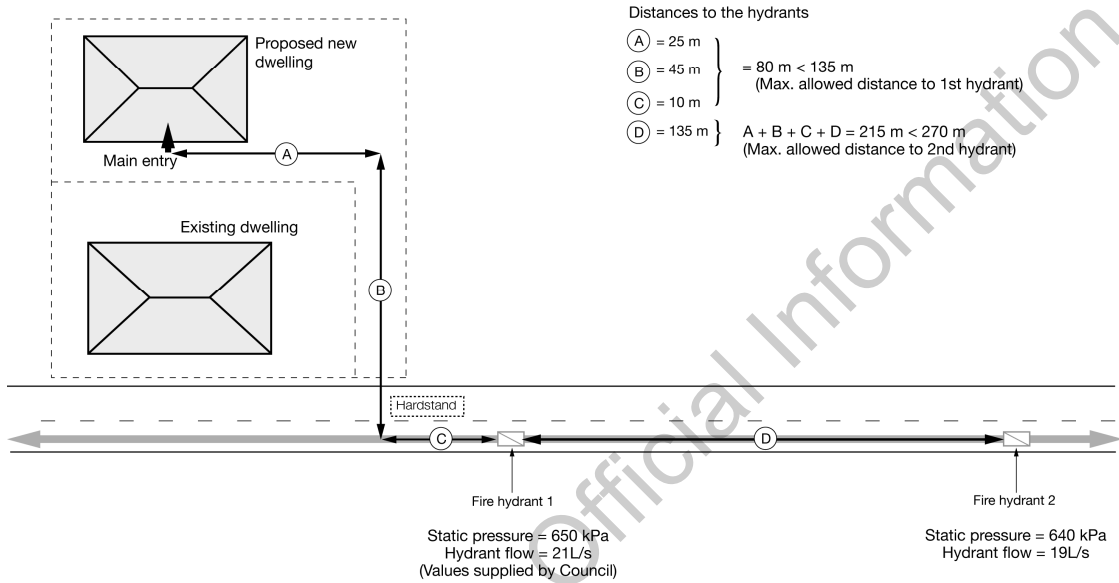 Distances to the hydrants
A = 25 m
B = 45 m
C = 10 m
= 80 m < 135 m
(Max. allowed distance to 1st hydrant)
D = 135 m
A + B + C + D = 215 m < 270 m
(Max. allowed distance to 2nd hydrant)
Proposed new
dwelling
Main entry
A
Existing dwelling
B
Hardstand
C
D
Fire hydrant 1
Fire hydrant 2
Static pressure = 650 kPa
Hydrant flow = 21L/s
(Values supplied by Council)
Static pressure = 640 kPa
Hydrant flow = 19L/s
Official Information